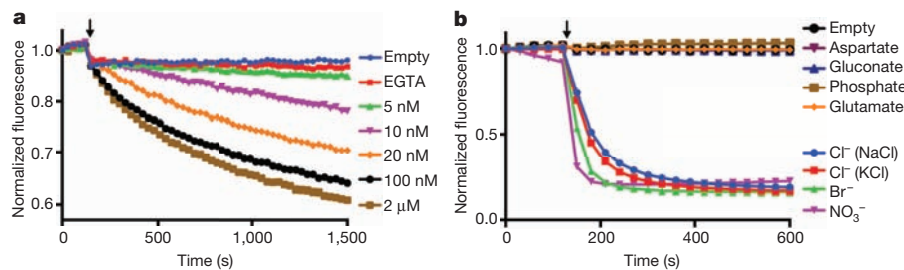 a
Normalized fluorescence
1.0
0.8
0.7
0.6
0
500
1,000
1,500
Time (s)
Empty
EGTA
5 nM
10 nM
20 nM
100 nM
2 μM
b
Normalized fluorescence
1.0
0.5
0.0
0
200
400
600
Time (s)
Empty
Aspartate
Gluconate
Phosphate
Glutamate
Cl⁻ (NaCl)
Cl⁻ (KCl)
Br⁻
NO₃⁻